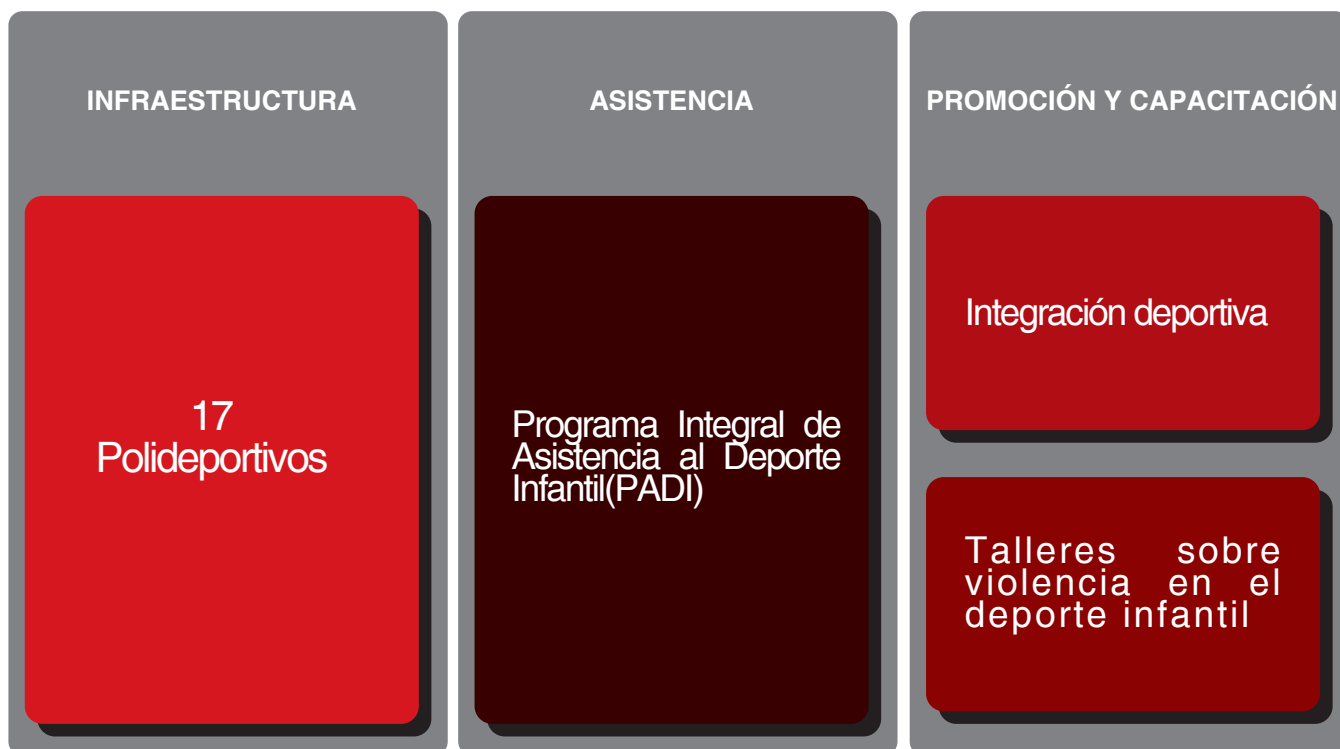 INFRAESTRUCTURA
17
Polideportivos
ASISTENCIA
Programa Integral de
Asistencia al Deporte
Infantil(PADI)
PROMOCIÓN Y CAPACITACIÓN
Integración deportiva
Talleres sobre
violencia en el
deporte infantil